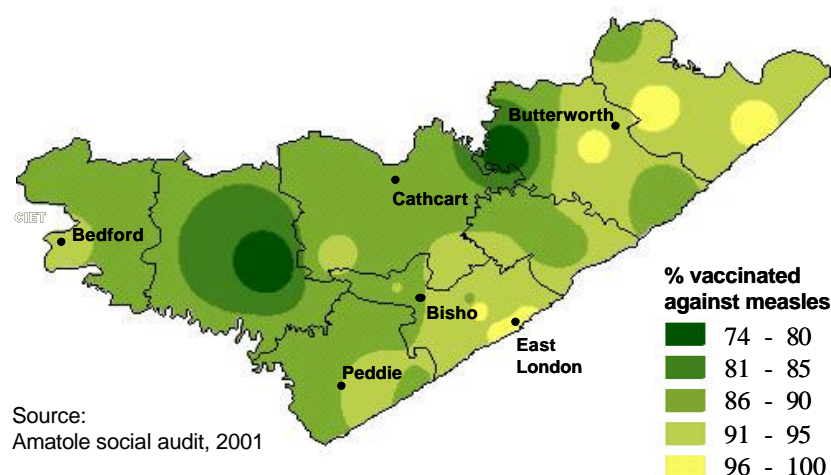 Butterworth
Cathcart
CIET
Bedford
Bisho
East
London
Peddie
% vaccinated
against measles
74 - 80
81 - 85
86 - 90
91 - 95
96 - 100
Source:
Amatole social audit, 2001